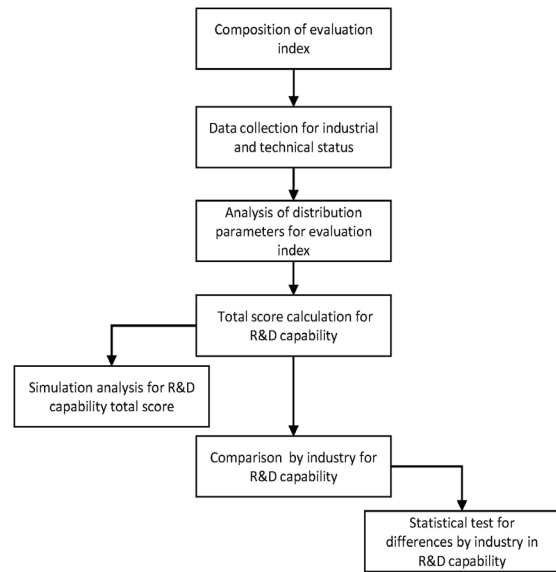 Composition of evaluation
index
Data collection for industrial
and technical status
Analysis of distribution
parameters for evaluation
index
Total score calculation for
R&D capability
Simulation analysis for R&D
capability total score
Comparison by industry for
R&D capability
Statistical test for
differences by industry in
R&D capability